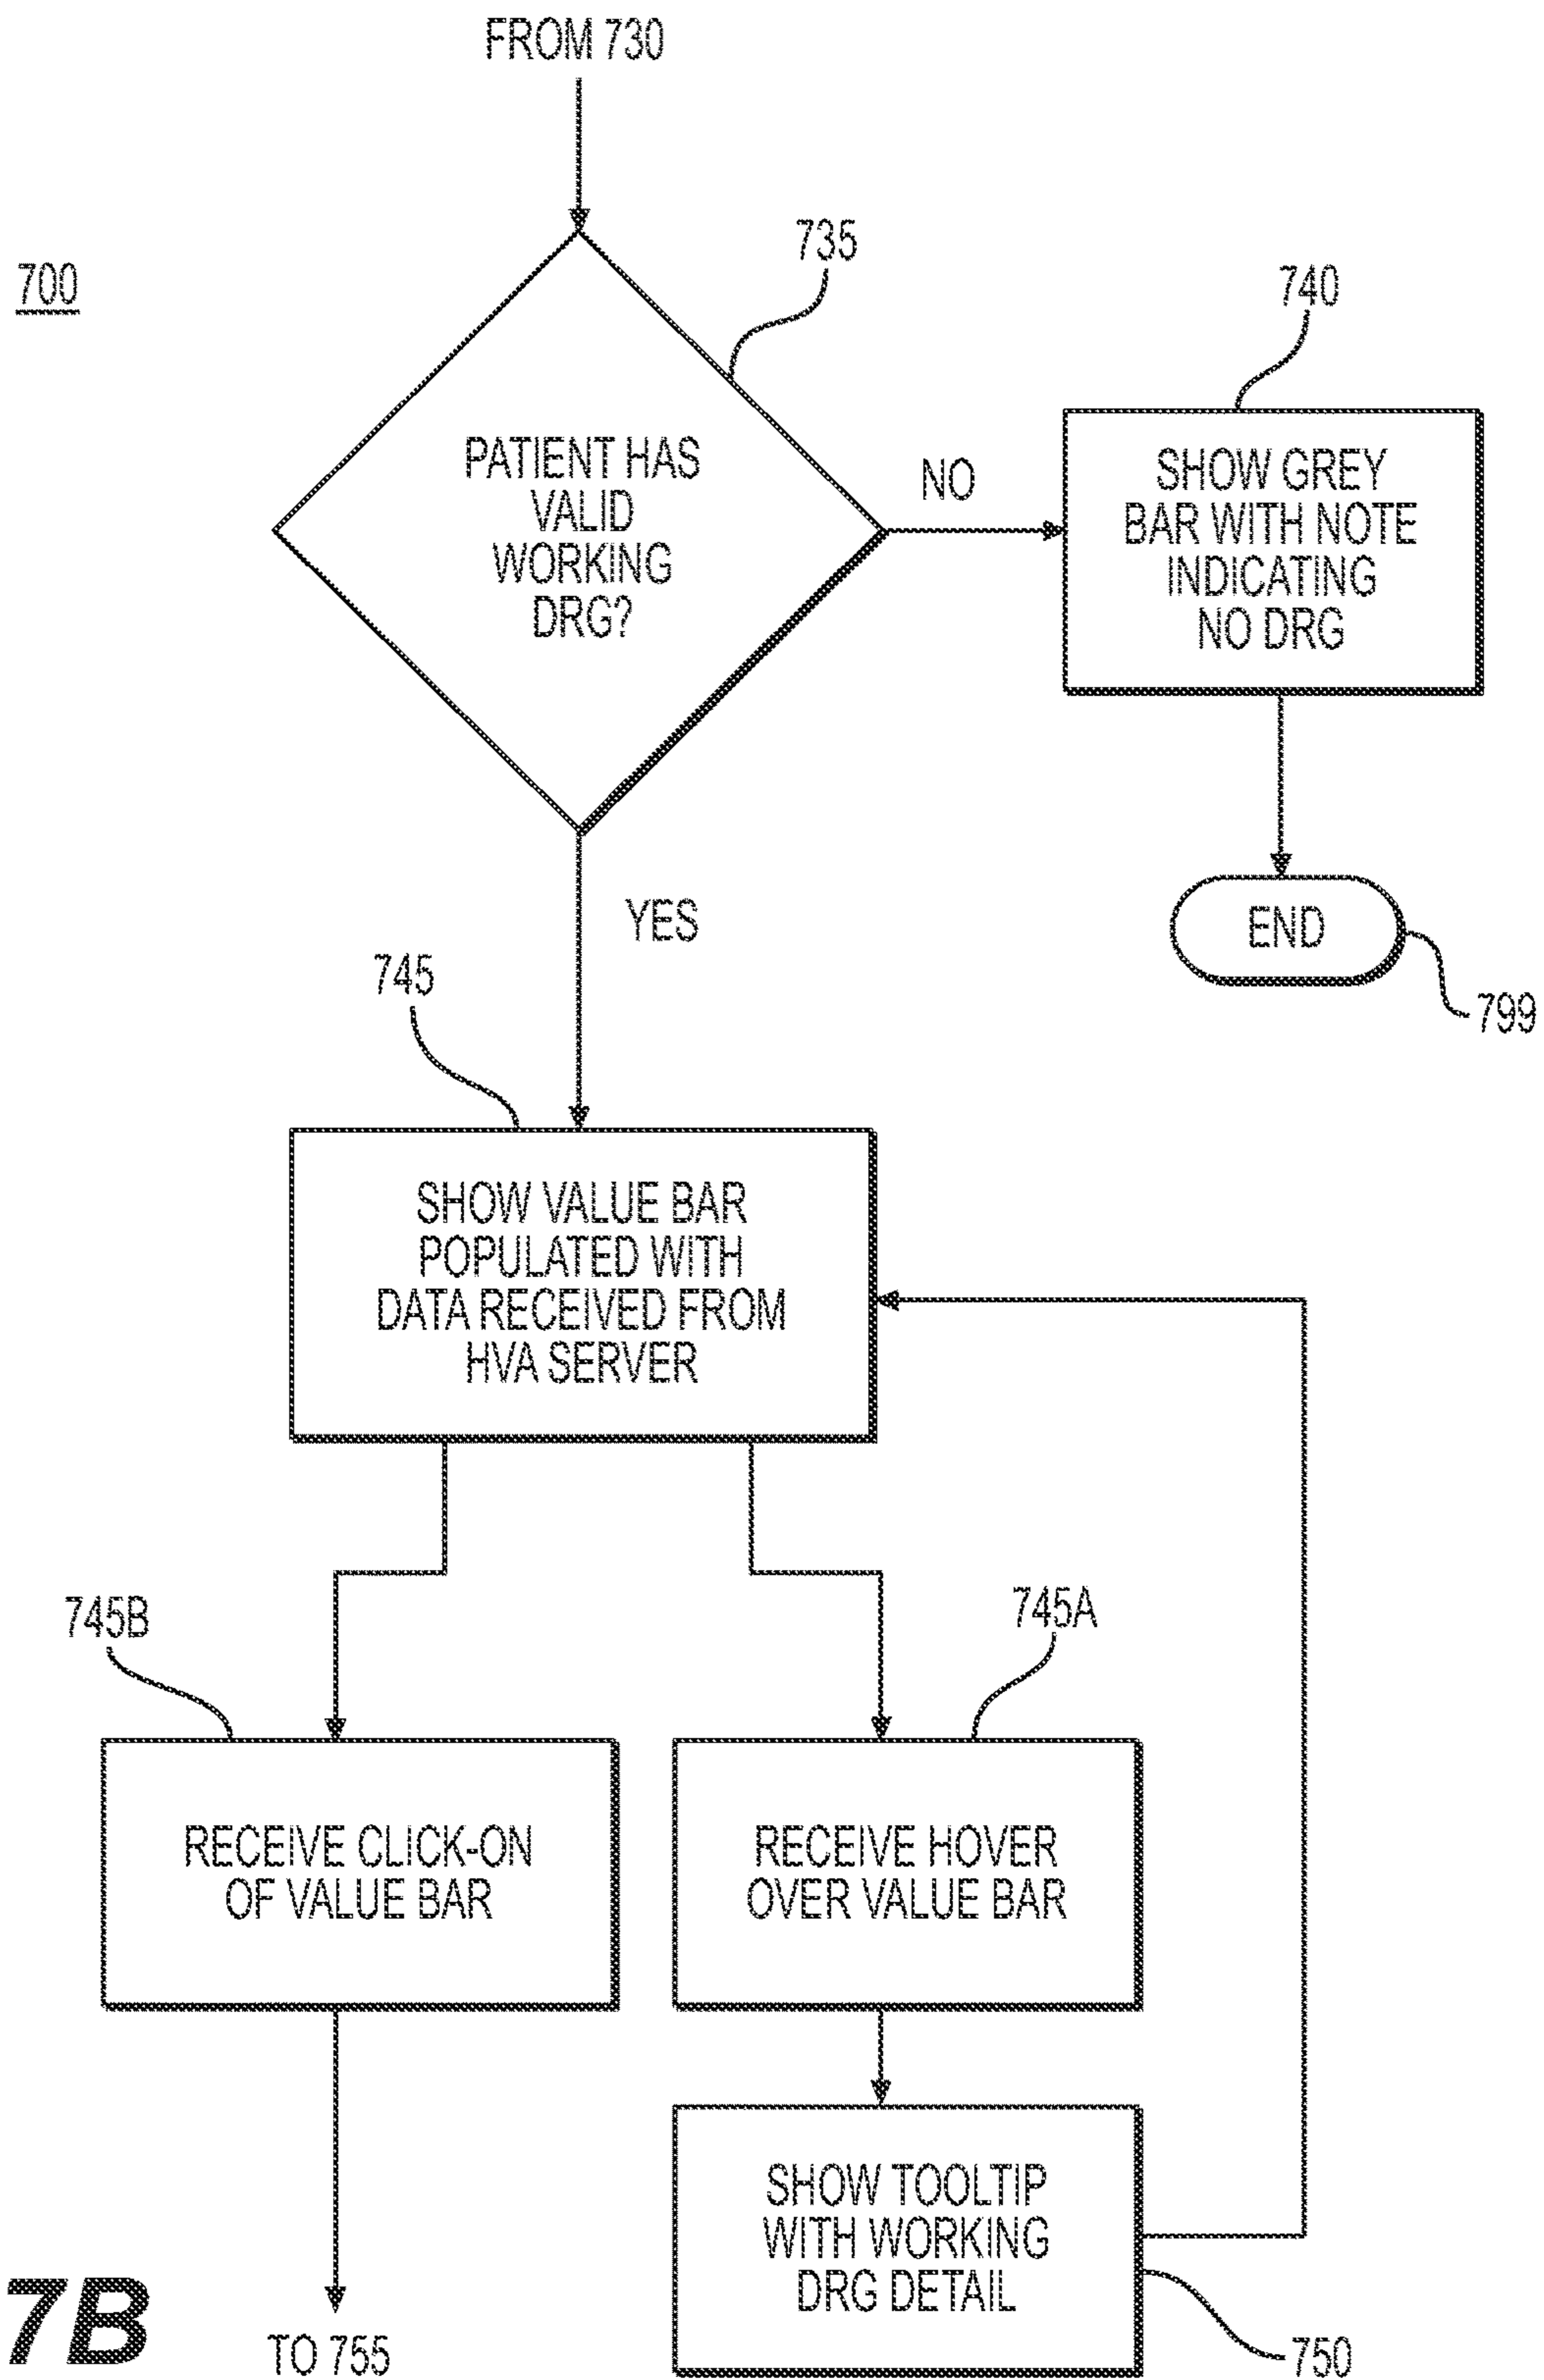 FROM 730
735
700
740
PATIENT HAS
VALID
WORKING
DRG?
NO
SHOW GREY
BAR WITH NOTE
INDICATING
NO DRG
YES
END
745
799
SHOW VALUE BAR
POPULATED WITH
DATA RECEIVED FROM
HVA SERVER
745B
745A
RECEIVE CLICK-ON
OF VALUE BAR
RECEIVE HOVER
OVER VALUE BAR
SHOW TOOLTIP
WITH WORKING
DRG DETAIL
7B
TO 755
750